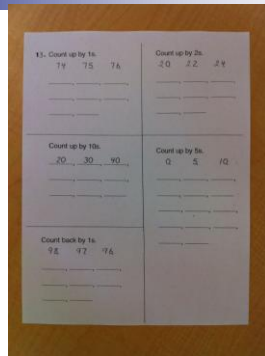 13. Count up by 1s.
74 75 76
Count up by 2s.
20 22 24
Count up by 10s.
20, 30, 40,
Count up by 5s.
0 5 10
Count back by 1s.
98 97 96